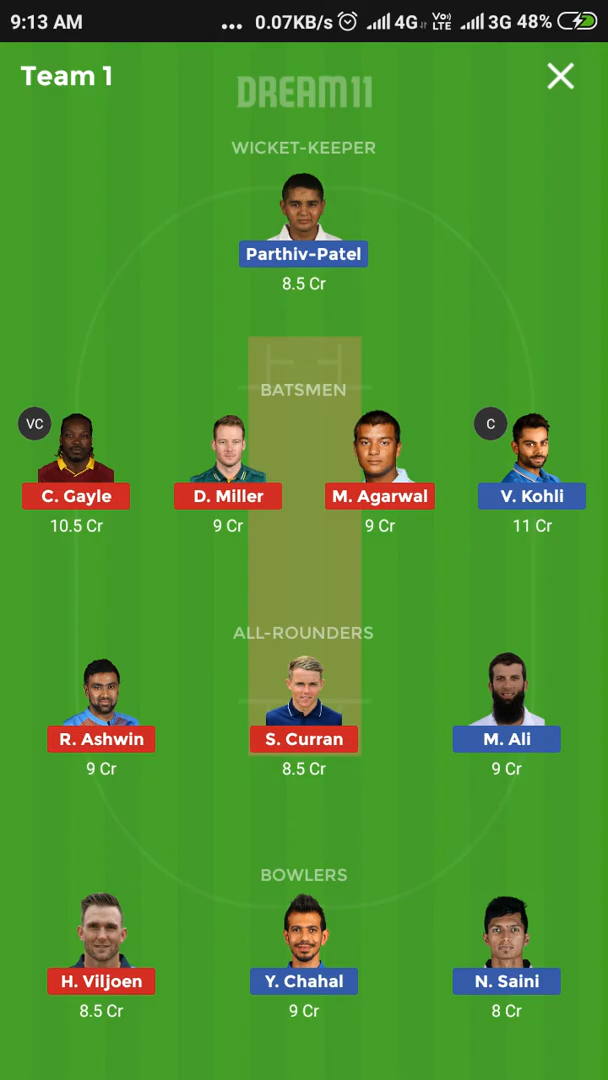 9:13 AM ... 0.07KB/s 4G VoLTE 3G 48%
Team 1
DREAM11
WICKET-KEEPER
Parthiv-Patel
8.5 Cr
BATSMEN
VC
C
C. Gayle D. Miller M. Agarwal V. Kohli
10.5 Cr 9 Cr 9 Cr 11 Cr
ALL-ROUNDERS
R. Ashwin S. Curran M. Ali
9 Cr 8.5 Cr 9 Cr
BOWLERS
H. Viljoen Y. Chahal N. Saini
8.5 Cr 9 Cr 8 Cr